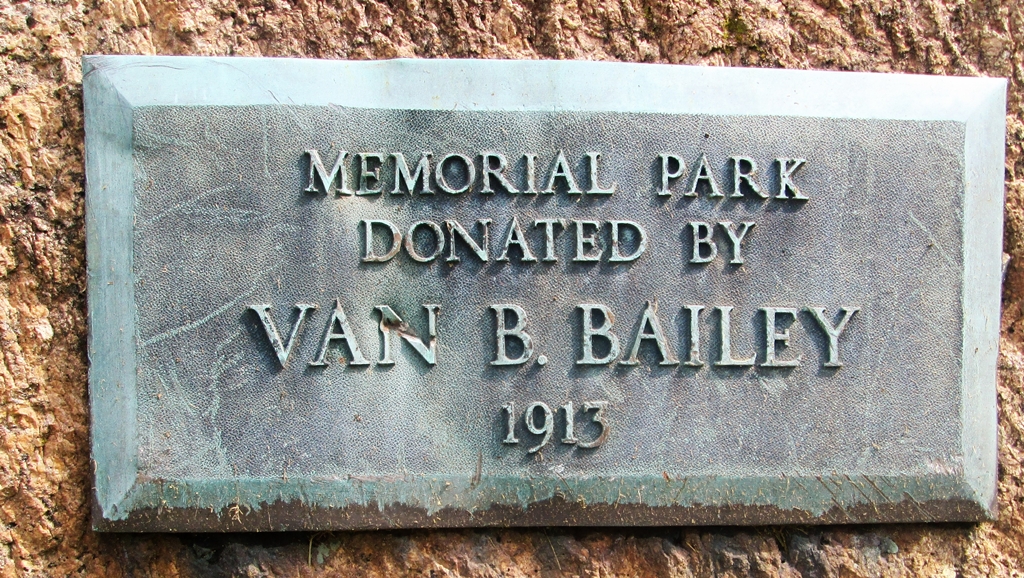 MEMORIAL PARK
DONATED BY
VAN B. BAILEY
1913